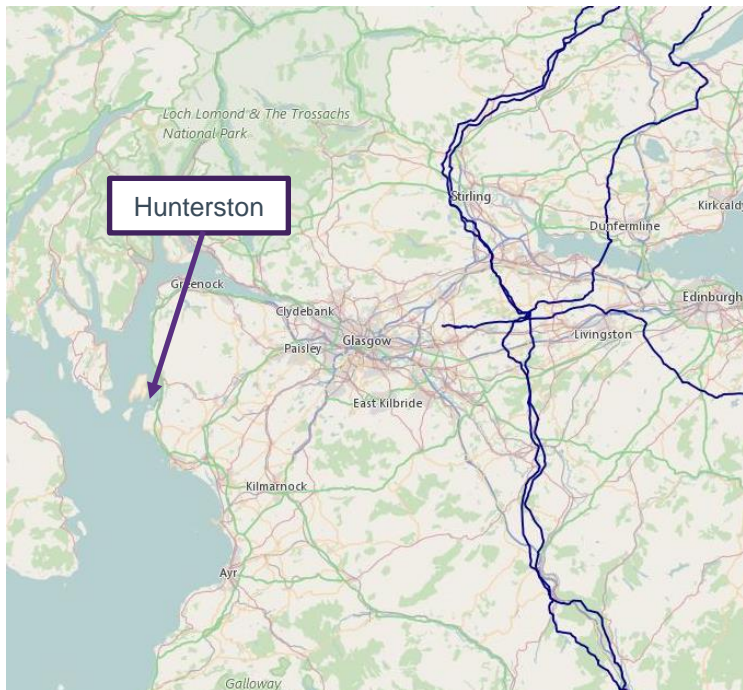 Loch Lomond & The Trossachs
National Park
Hunterston
Stirling
Dunfermline
Kirkcaldy
Greenock
Clydebank
Edinburgh
Paisley
Glasgow
Livingston
East Kilbride
Kilmarnock
Ayr
Galloway